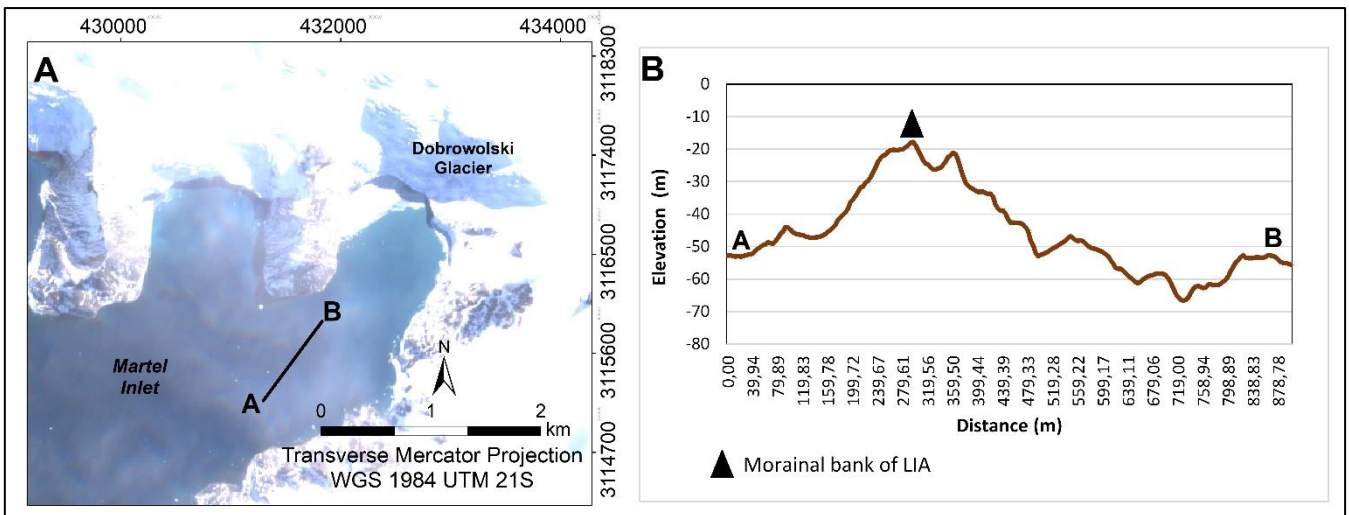 430000
432000
434000
A
3118300
3117400
3116500
3115600
3114700
Dobrowolski
Glacier
Martel
Inlet
B
A
N
0
1
2
km
Transverse Mercator Projection
WGS 1984 UTM 21S
B
Elevation (m)
0
-10
-20
-30
-40
-50
-60
-70
-80
A
B
0,00
39,94
79,89
119,83
159,78
199,72
239,67
279,61
319,56
359,50
399,44
439,39
479,33
519,28
559,22
599,17
639,11
679,06
719,00
758,94
798,89
838,83
878,78
Distance (m)
Morainal bank of LIA